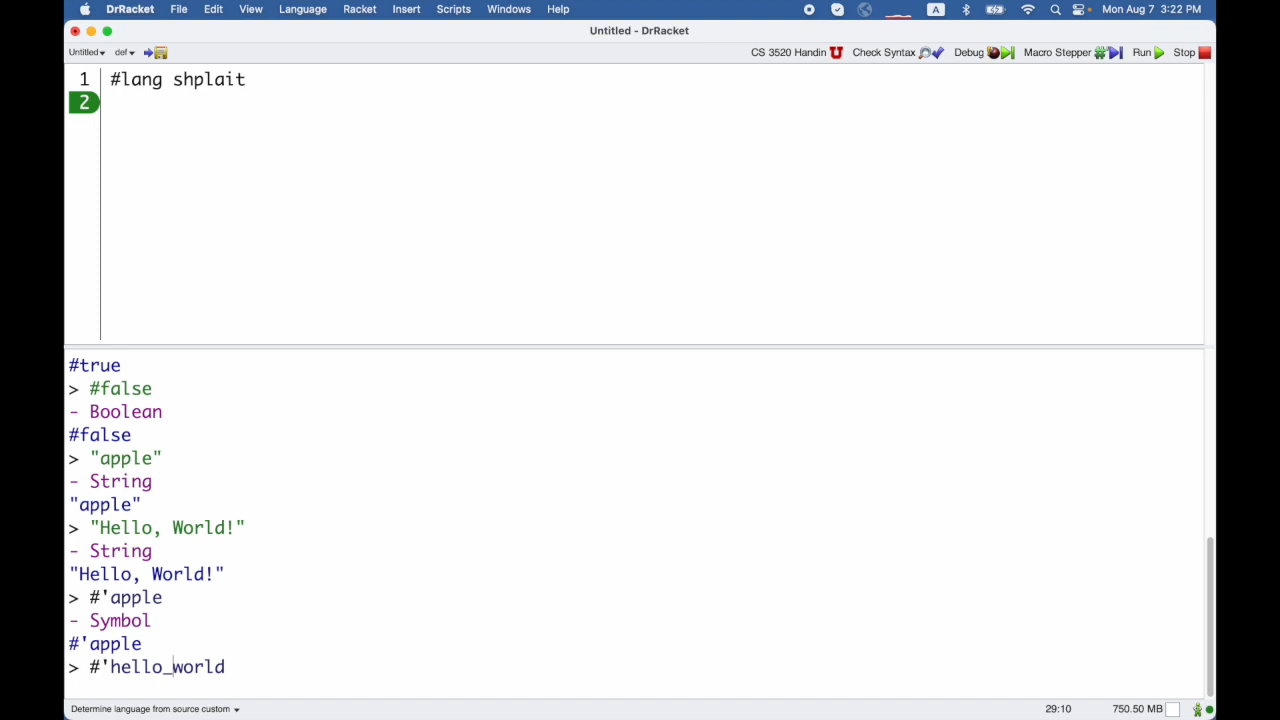 DrRacket File Edit View Language Racket Insert Scripts Windows Help A Mon Aug 7 3:22 PM
Untitled - DrRacket
Untitled def CS 3520 Handin Check Syntax Debug Macro Stepper Run Stop
1 #lang shplait
2
#true
> #false
- Boolean
#false
> "apple"
- String
"apple"
> "Hello, World!"
- String
"Hello, World!"
> #'apple
- Symbol
#'apple
> #'hello_world
Determine language from source custom 29:10 750.50 MB